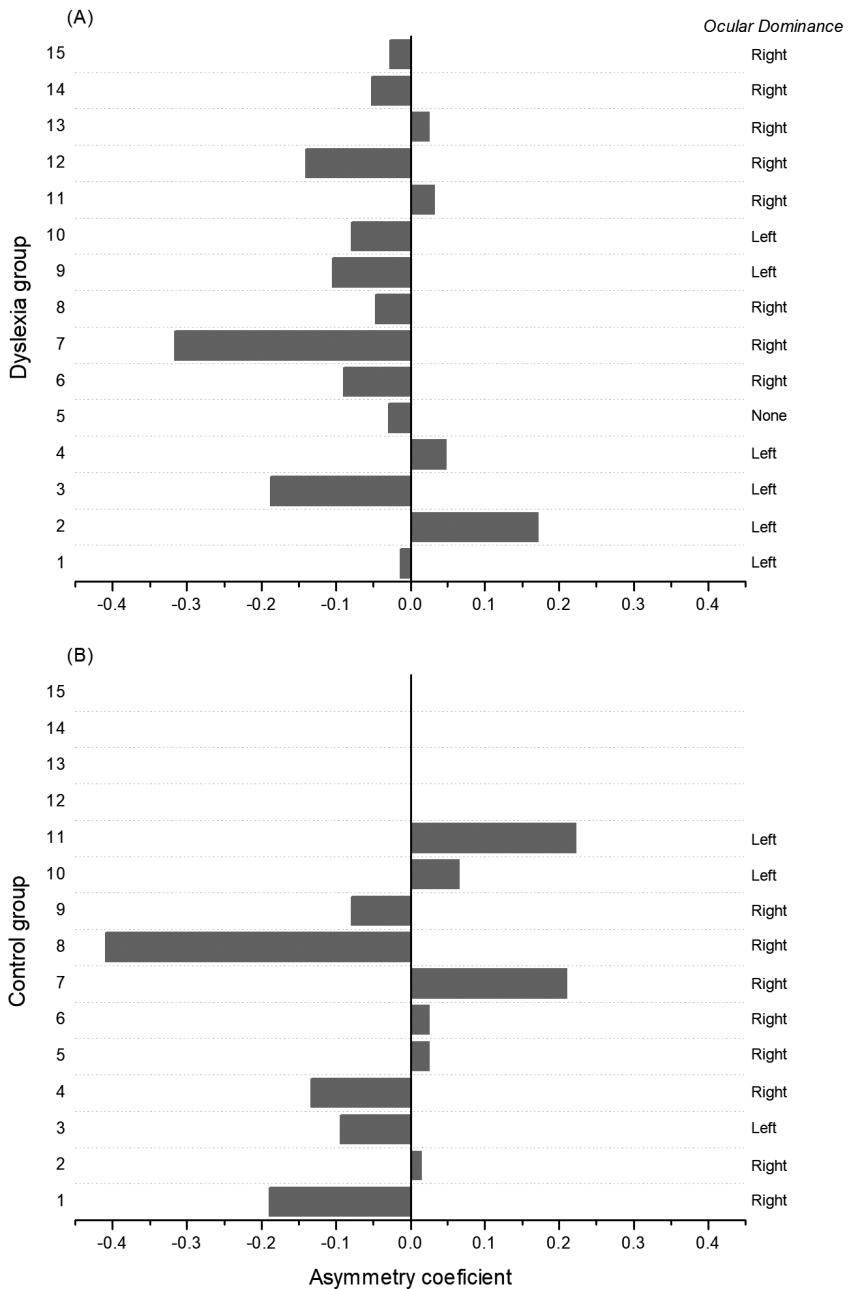 (A)
Ocular Dominance
15 Right
14 Right
13 Right
12 Right
11 Right
10 Left
9 Left
8 Right
7 Right
6 Right
5 None
4 Left
3 Left
2 Left
1 Left
Dyslexia group
-0.4 -0.3 -0.2 -0.1 0.0 0.1 0.2 0.3 0.4
(B)
15
14
13
12
11 Left
10 Left
9 Right
8 Right
7 Right
6 Right
5 Right
4 Right
3 Left
2 Right
1 Right
Control group
-0.4 -0.3 -0.2 -0.1 0.0 0.1 0.2 0.3 0.4
Asymmetry coeficient